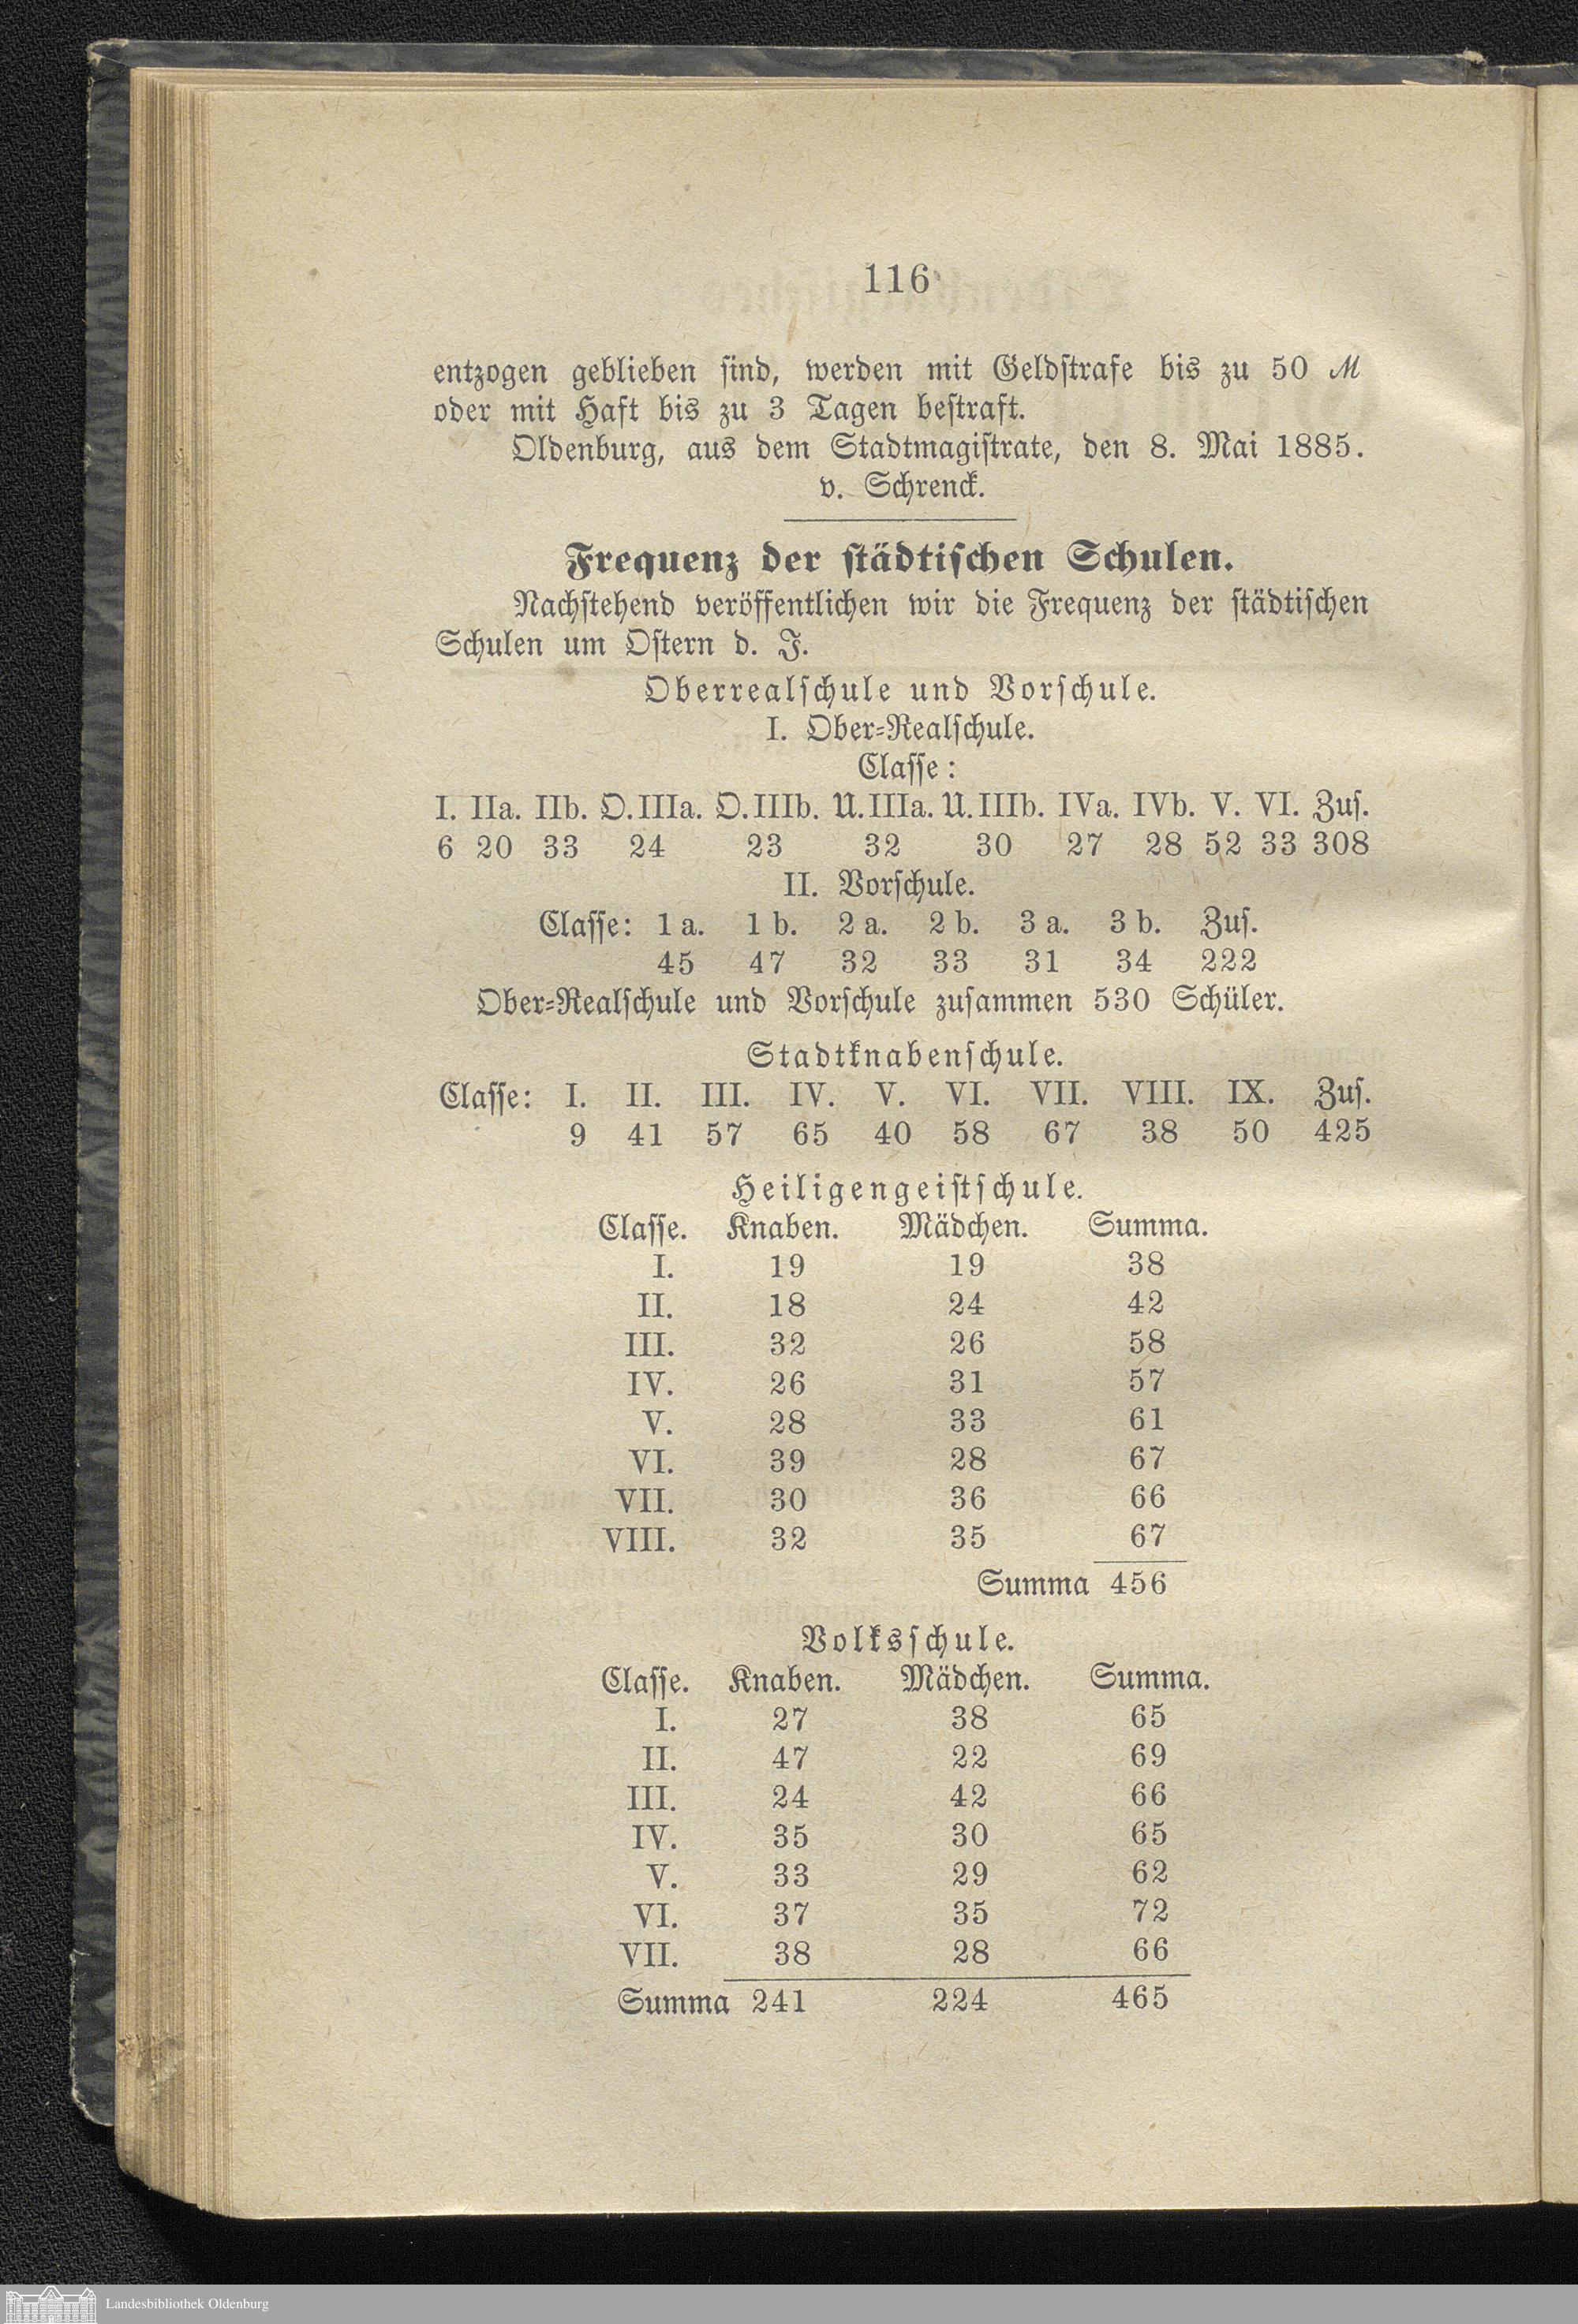 116
entzogen geblieben sind, werden mit Geldstrafe bis zu 50 ℳ
oder mit Haft bis zu 3 Tagen bestraft.
Oldenburg, aus dem Stadtmagistrate, den 8. Mai 1885.
v. Schrenck.
Frequenz der städtischen Schulen.
Nachstehend veröffentlichen wir die Frequenz der städtischen
Schulen um Ostern d. J.
Oberrealschule und Vorschule.
I. Ober-Realschule.
Classe:
I. IIa. IIb. O.IIIa. O.IIIb. U.IIIa. U.IIIb. IVa. IVb. V. VI. Zus.
6 20 33 24 23 32 30 27 28 52 33 308
II. Vorschule.
Classe: 1 a. 1 b. 2 a. 2 b. 3 a. 3 b. Zus.
45 47 32 33 31 34 222
Ober-Realschule und Vorschule zusammen 530 Schüler.
Stadtknabenschule.
Classe: I. II. III. IV. V. VI. VII. VIII. IX. Zus.
9 41 57 65 40 58 67 38 50 425
Heiligengeistschule.
Classe. Knaben. Mädchen. Summa.
I. 19 19 38
II. 18 24 42
III. 32 26 58
IV. 26 31 57
V. 28 33 61
VI. 39 28 67
VII. 30 36 66
VIII. 32 35 67
Summa 456
Volksschule.
Classe. Knaben. Mädchen. Summa.
I. 27 38 65
II. 47 22 69
III. 24 42 66
IV. 35 30 65
V. 33 29 62
VI. 37 35 72
VII. 38 28 66
Summa 241 224 465
Landesbibliothek Oldenburg